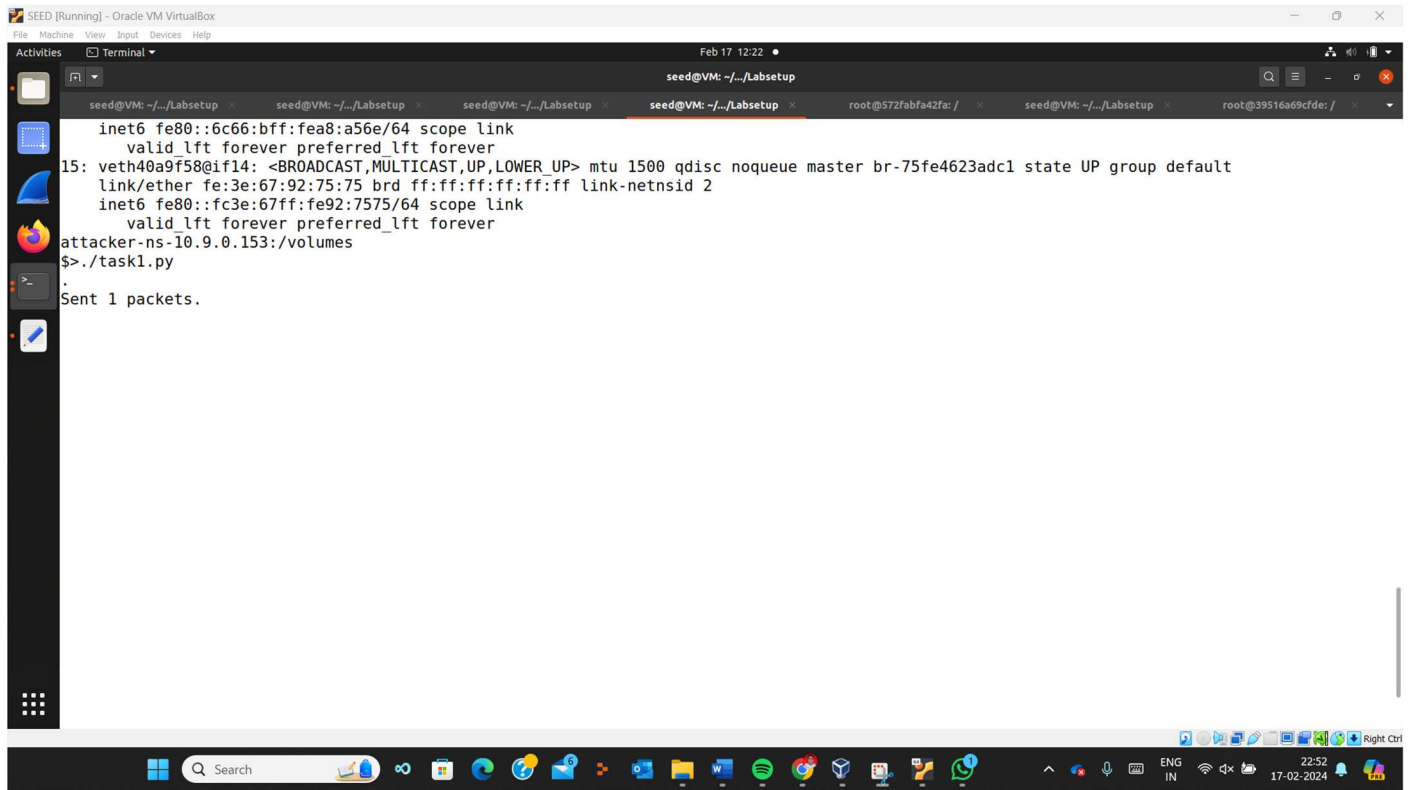 SEED [Running] - Oracle VM VirtualBox
File Machine View Input Devices Help
Activities Terminal Feb 17 12:22
seed@VM: ~/.../Labsetup
seed@VM: ~/.../Labsetup seed@VM: ~/.../Labsetup seed@VM: ~/.../Labsetup seed@VM: ~/.../Labsetup root@572fabfa42fa: / seed@VM: ~/.../Labsetup root@39516a69cfde: /
inet6 fe80::6c66:bff:fea8:a56e/64 scope link
valid_lft forever preferred_lft forever
15: veth40a9f58@if14: <BROADCAST,MULTICAST,UP,LOWER_UP> mtu 1500 qdisc noqueue master br-75fe4623adc1 state UP group default
link/ether fe:3e:67:92:75:75 brd ff:ff:ff:ff:ff:ff link-netnsid 2
inet6 fe80::fc3e:67ff:fe92:7575/64 scope link
valid_lft forever preferred_lft forever
attacker-ns-10.9.0.153:/volumes
$>./task1.py
.
Sent 1 packets.
Right Ctrl
Search
6
1
ENG
IN
22:52
17-02-2024